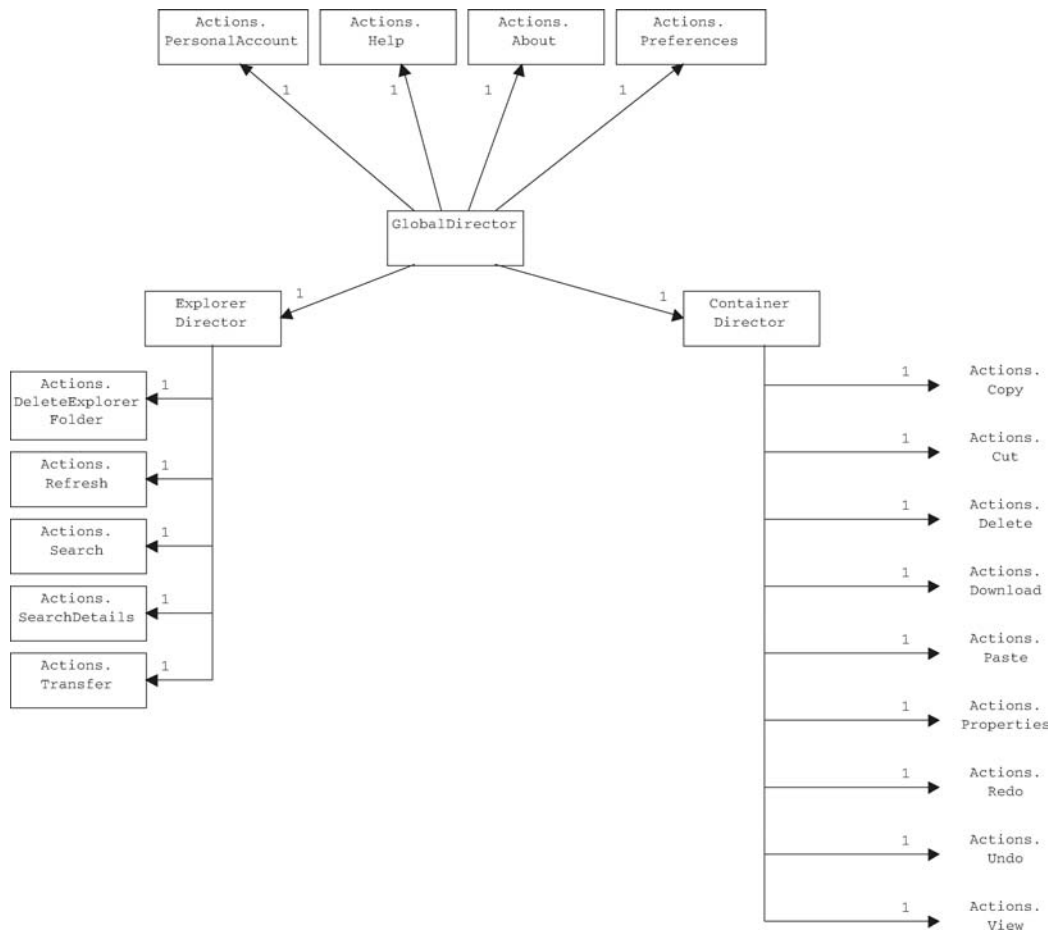 Actions.
PersonalAccount
Actions.
Help
Actions.
About
Actions.
Preferences
1
1
1
1
GlobalDirector
1
1
Explorer
Director
Container
Director
Actions.
DeleteExplorer
Folder
1
Actions.
Refresh
1
Actions.
Search
1
Actions.
SearchDetails
1
Actions.
Transfer
1
1
Actions.
Copy
1
Actions.
Cut
1
Actions.
Delete
1
Actions.
Download
1
Actions.
Paste
1
Actions.
Properties
1
Actions.
Redo
1
Actions.
Undo
1
Actions.
View